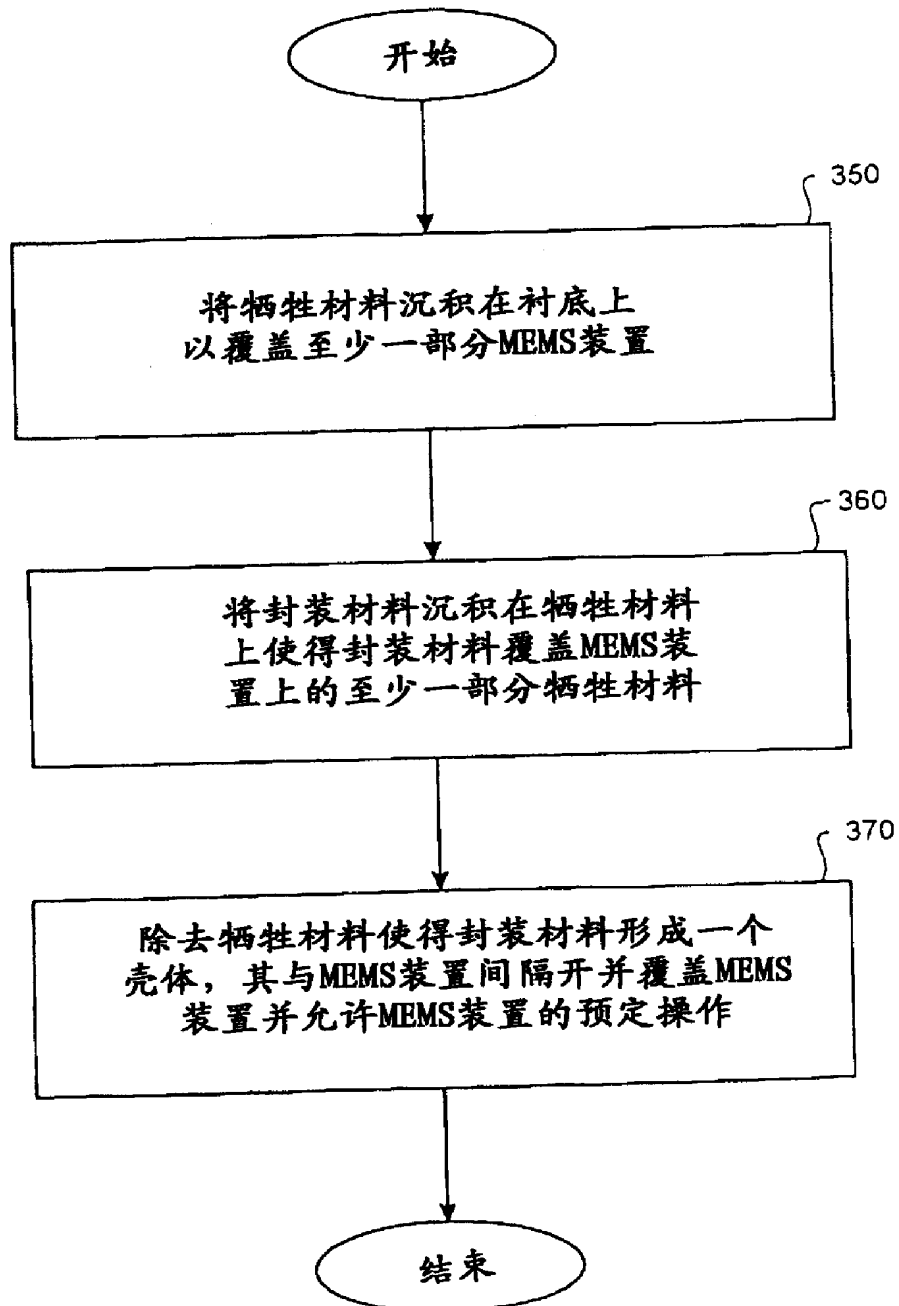 开始
350
将牺牲材料沉积在衬底上
以覆盖至少一部分MEMS装置
360
将封装材料沉积在牺牲材料
上使得封装材料覆盖MEMS装
置上的至少一部分牺牲材料
370
除去牺牲材料使得封装材料形成一个
壳体，其与MEMS装置间隔开并覆盖MEMS
装置并允许MEMS装置的预定操作
结束